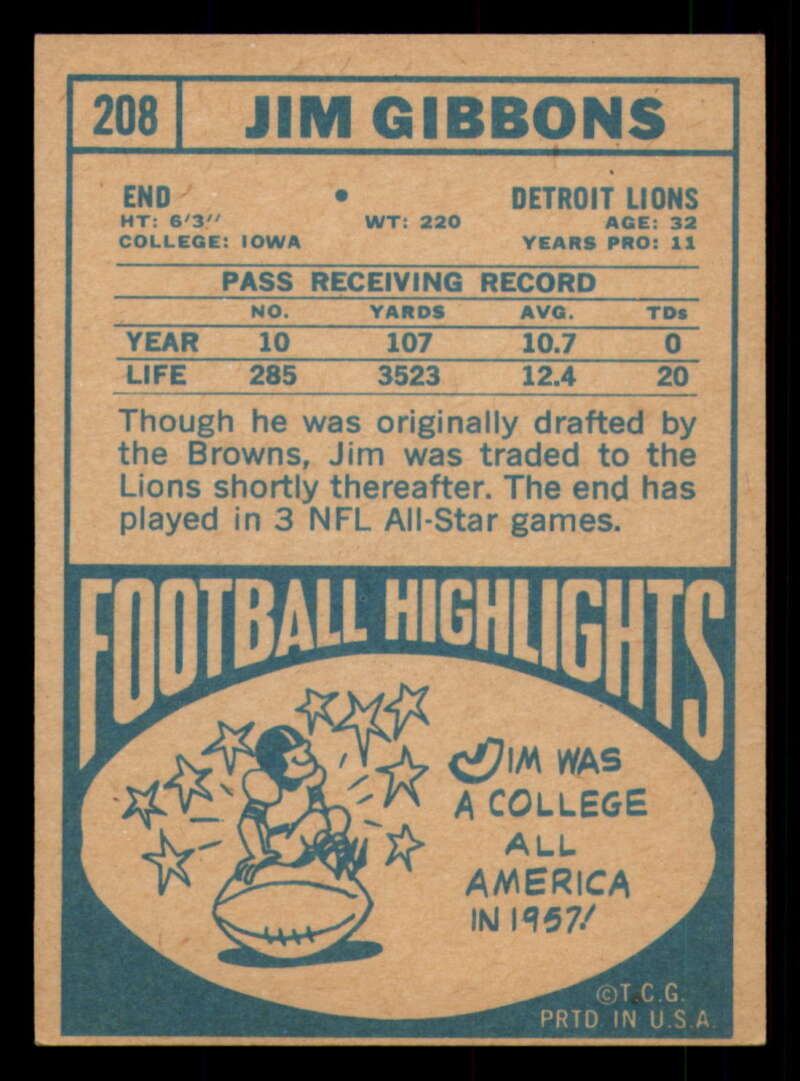 208 JIM GIBBONS
END • DETROIT LIONS
HT: 6'3'' WT: 220 AGE: 32
COLLEGE: IOWA YEARS PRO: 11
PASS RECEIVING RECORD
NO. YARDS AVG. TDs
YEAR 10 107 10.7 0
LIFE 285 3523 12.4 20
Though he was originally drafted by
the Browns, Jim was traded to the
Lions shortly thereafter. The end has
played in 3 NFL All-Star games.
FOOTBALL HIGHLIGHTS
JIM WAS
A COLLEGE
ALL
AMERICA
IN 1957!
©T.C.G.
PRTD. IN U.S.A.